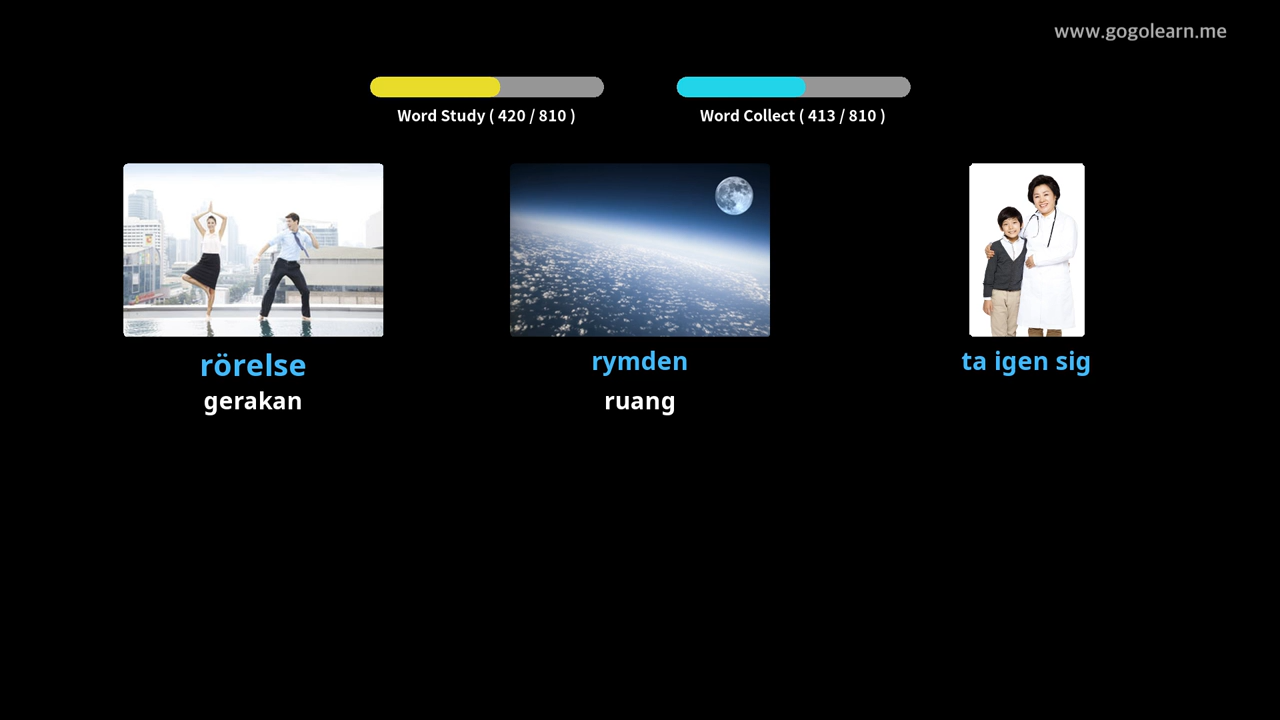 www.gogolearn.me
Word Study ( 420 / 810 )
Word Collect ( 413 / 810 )
rörelse
gerakan
rymden
ruang
ta igen sig